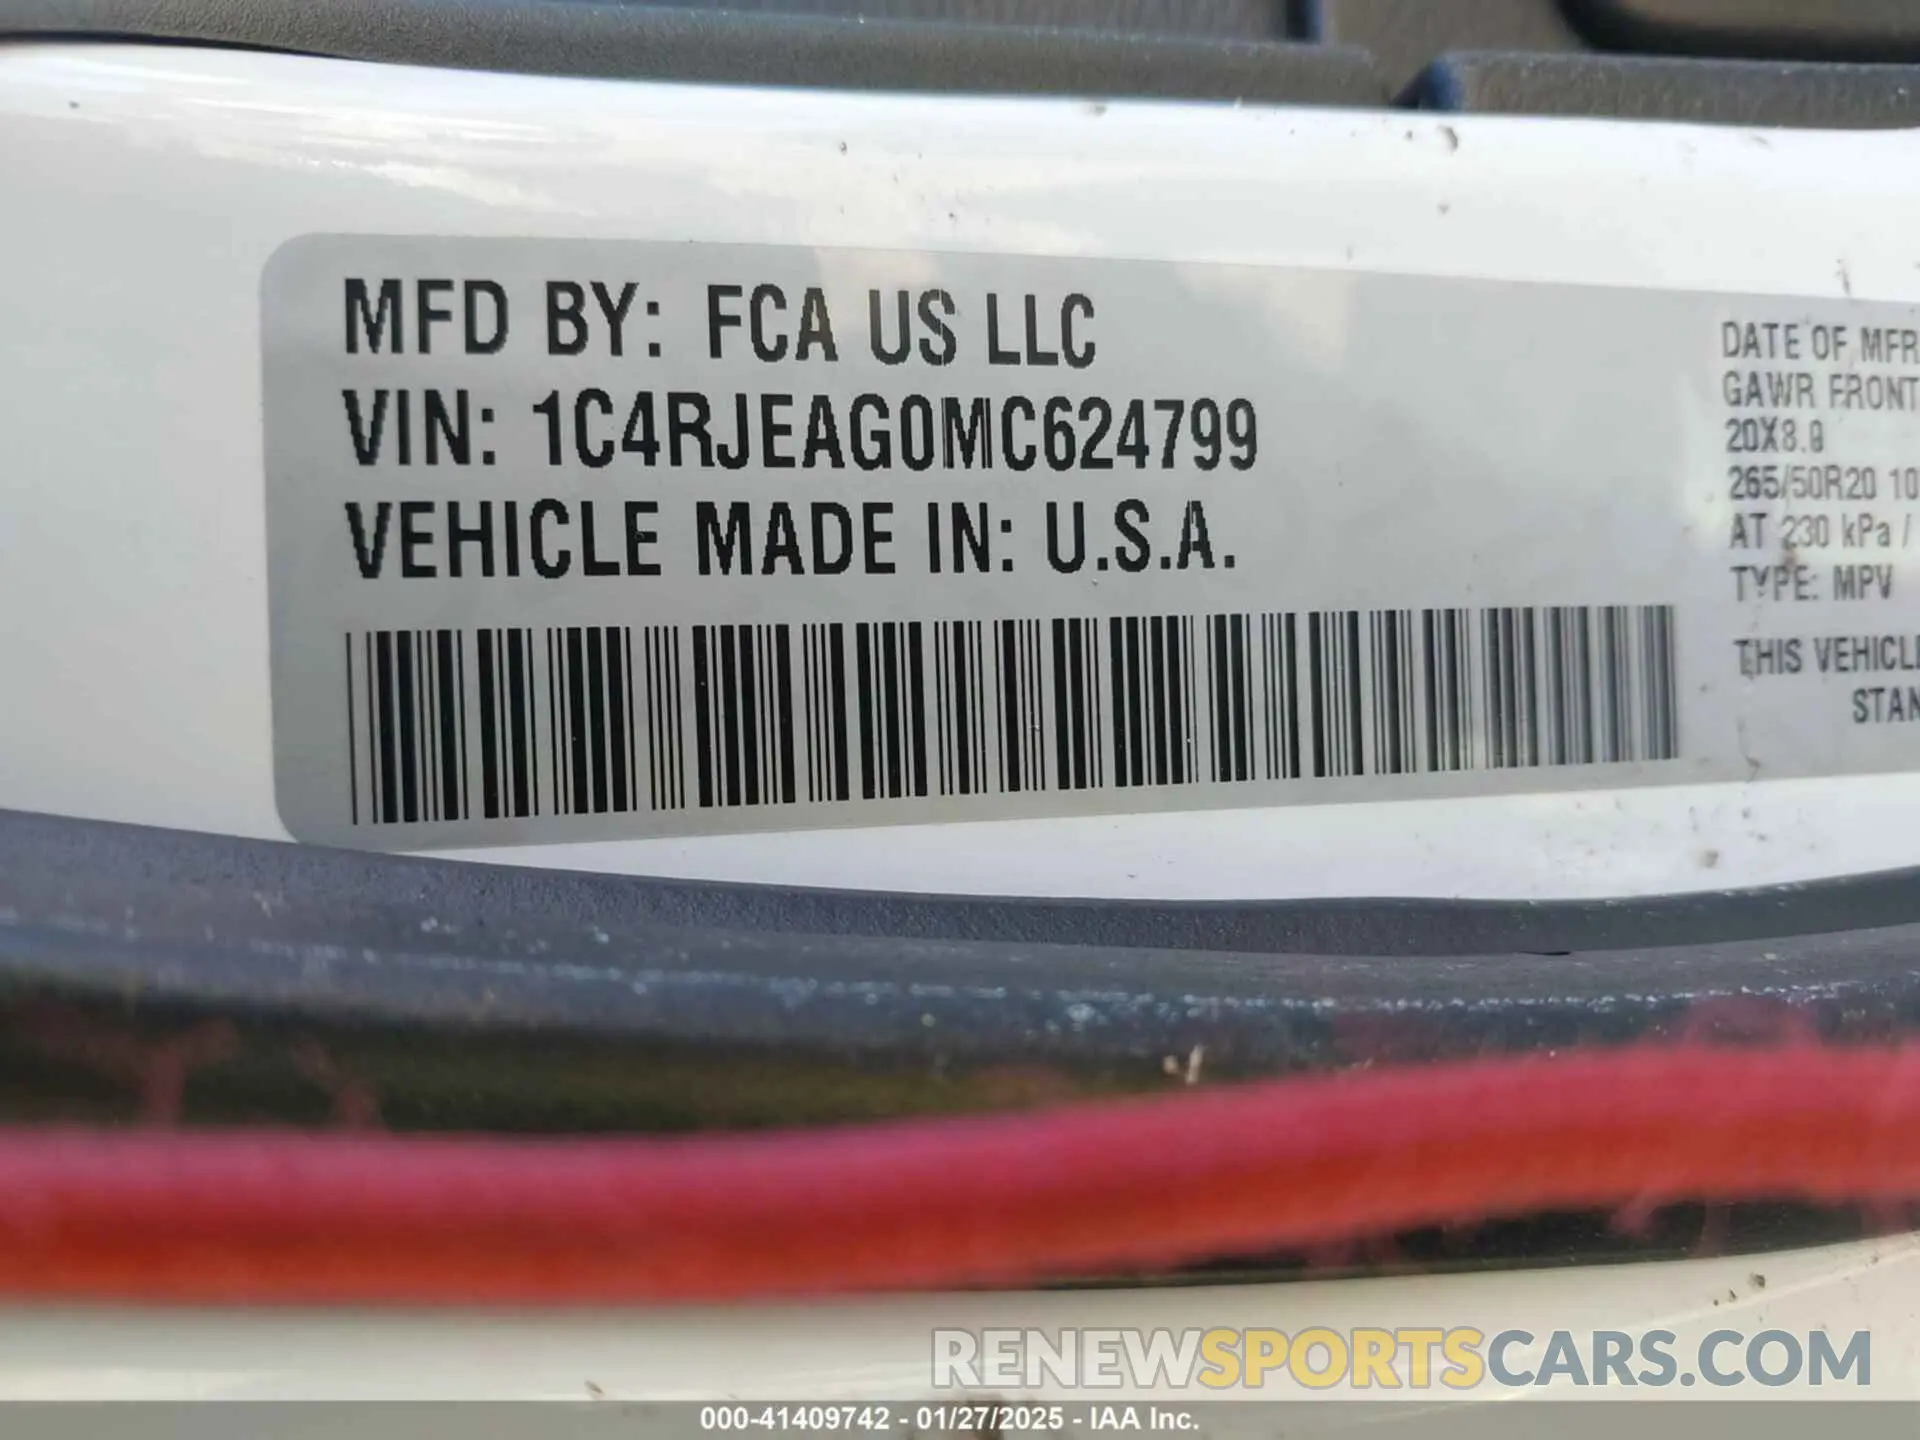 MFD BY: FCA US LLC
VIN: 1C4RJEAG0MC624799
VEHICLE MADE IN: U.S.A.
DATE OF MFR
GAWR FRONT
20X8.0
265/50R20 10
AT 230 kPa /
TYPE: MPV
THIS VEHICLE
STAN
RENEWSPORTSCARS.COM
000-41409742 - 01/27/2025 - IAA Inc.